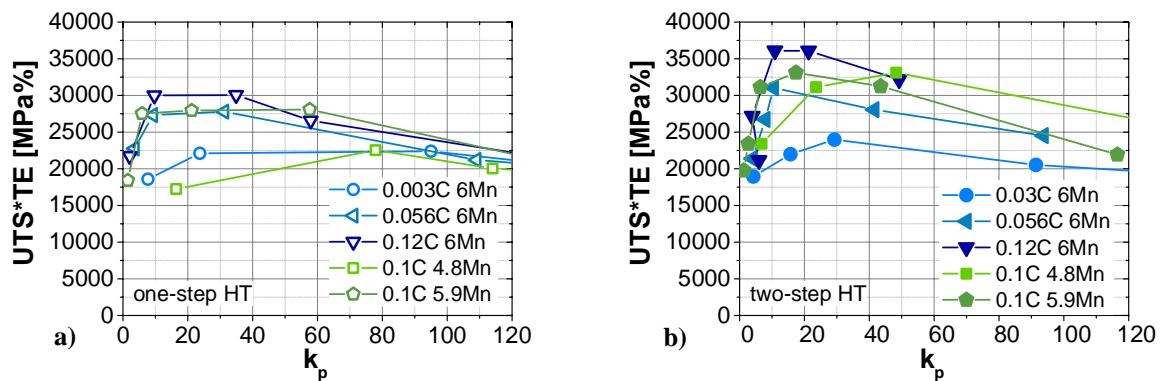 40000
35000
30000
25000
20000
15000
10000
5000
0
UTS*TE [MPa%]
0.003C 6Mn
0.056C 6Mn
0.12C 6Mn
0.1C 4.8Mn
0.1C 5.9Mn
one-step HT
0 20 40 60 80 100 120
a)
kp
40000
35000
30000
25000
20000
15000
10000
5000
0
UTS*TE [MPa%]
0.03C 6Mn
0.056C 6Mn
0.12C 6Mn
0.1C 4.8Mn
0.1C 5.9Mn
two-step HT
0 20 40 60 80 100 120
b)
kp